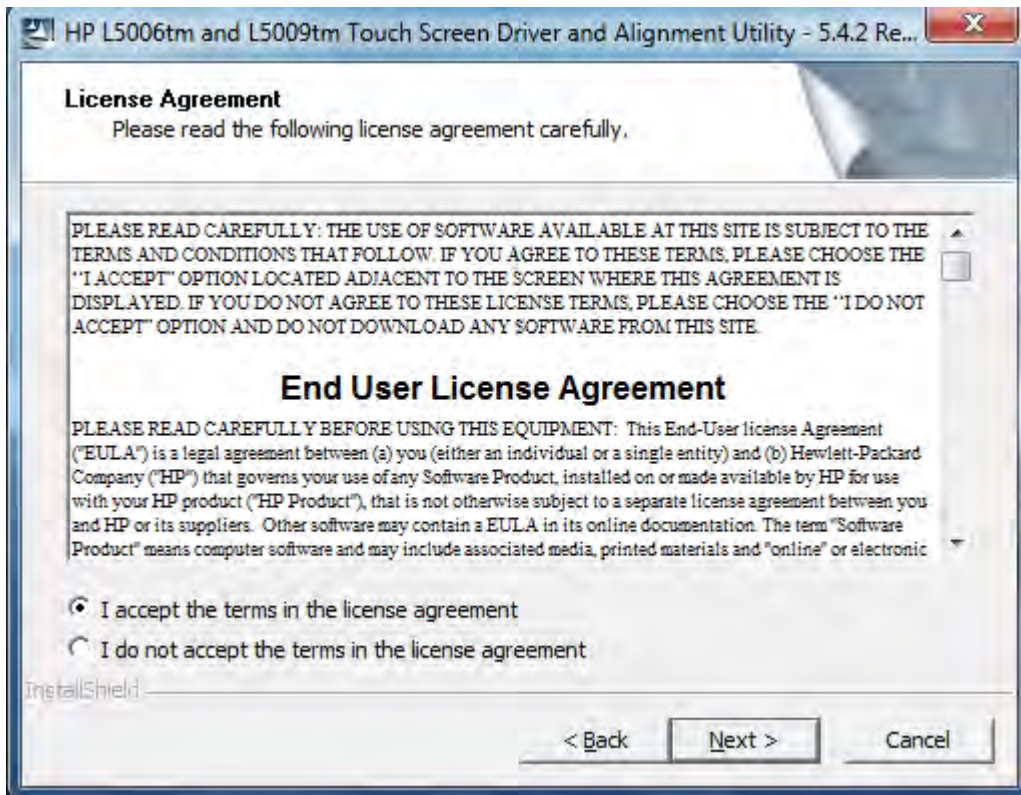 HP L5006tm and L5009tm Touch Screen Driver and Alignment Utility - 5.4.2 Re...
License Agreement
Please read the following license agreement carefully.
PLEASE READ CAREFULLY: THE USE OF SOFTWARE AVAILABLE AT THIS SITE IS SUBJECT TO THE
TERMS AND CONDITIONS THAT FOLLOW. IF YOU AGREE TO THESE TERMS, PLEASE CHOOSE THE
“I ACCEPT” OPTION LOCATED ADJACENT TO THE SCREEN WHERE THIS AGREEMENT IS
DISPLAYED. IF YOU DO NOT AGREE TO THESE LICENSE TERMS, PLEASE CHOOSE THE “I DO NOT
ACCEPT” OPTION AND DO NOT DOWNLOAD ANY SOFTWARE FROM THIS SITE.
End User License Agreement
PLEASE READ CAREFULLY BEFORE USING THIS EQUIPMENT: This End-User license Agreement
("EULA") is a legal agreement between (a) you (either an individual or a single entity) and (b) Hewlett-Packard
Company ("HP") that governs your use of any Software Product, installed on or made available by HP for use
with your HP product ("HP Product"), that is not otherwise subject to a separate license agreement between you
and HP or its suppliers. Other software may contain a EULA in its online documentation. The term "Software
Product" means computer software and may include associated media, printed materials and "online" or electronic
I accept the terms in the license agreement
I do not accept the terms in the license agreement
InstallShield
< Back Next > Cancel